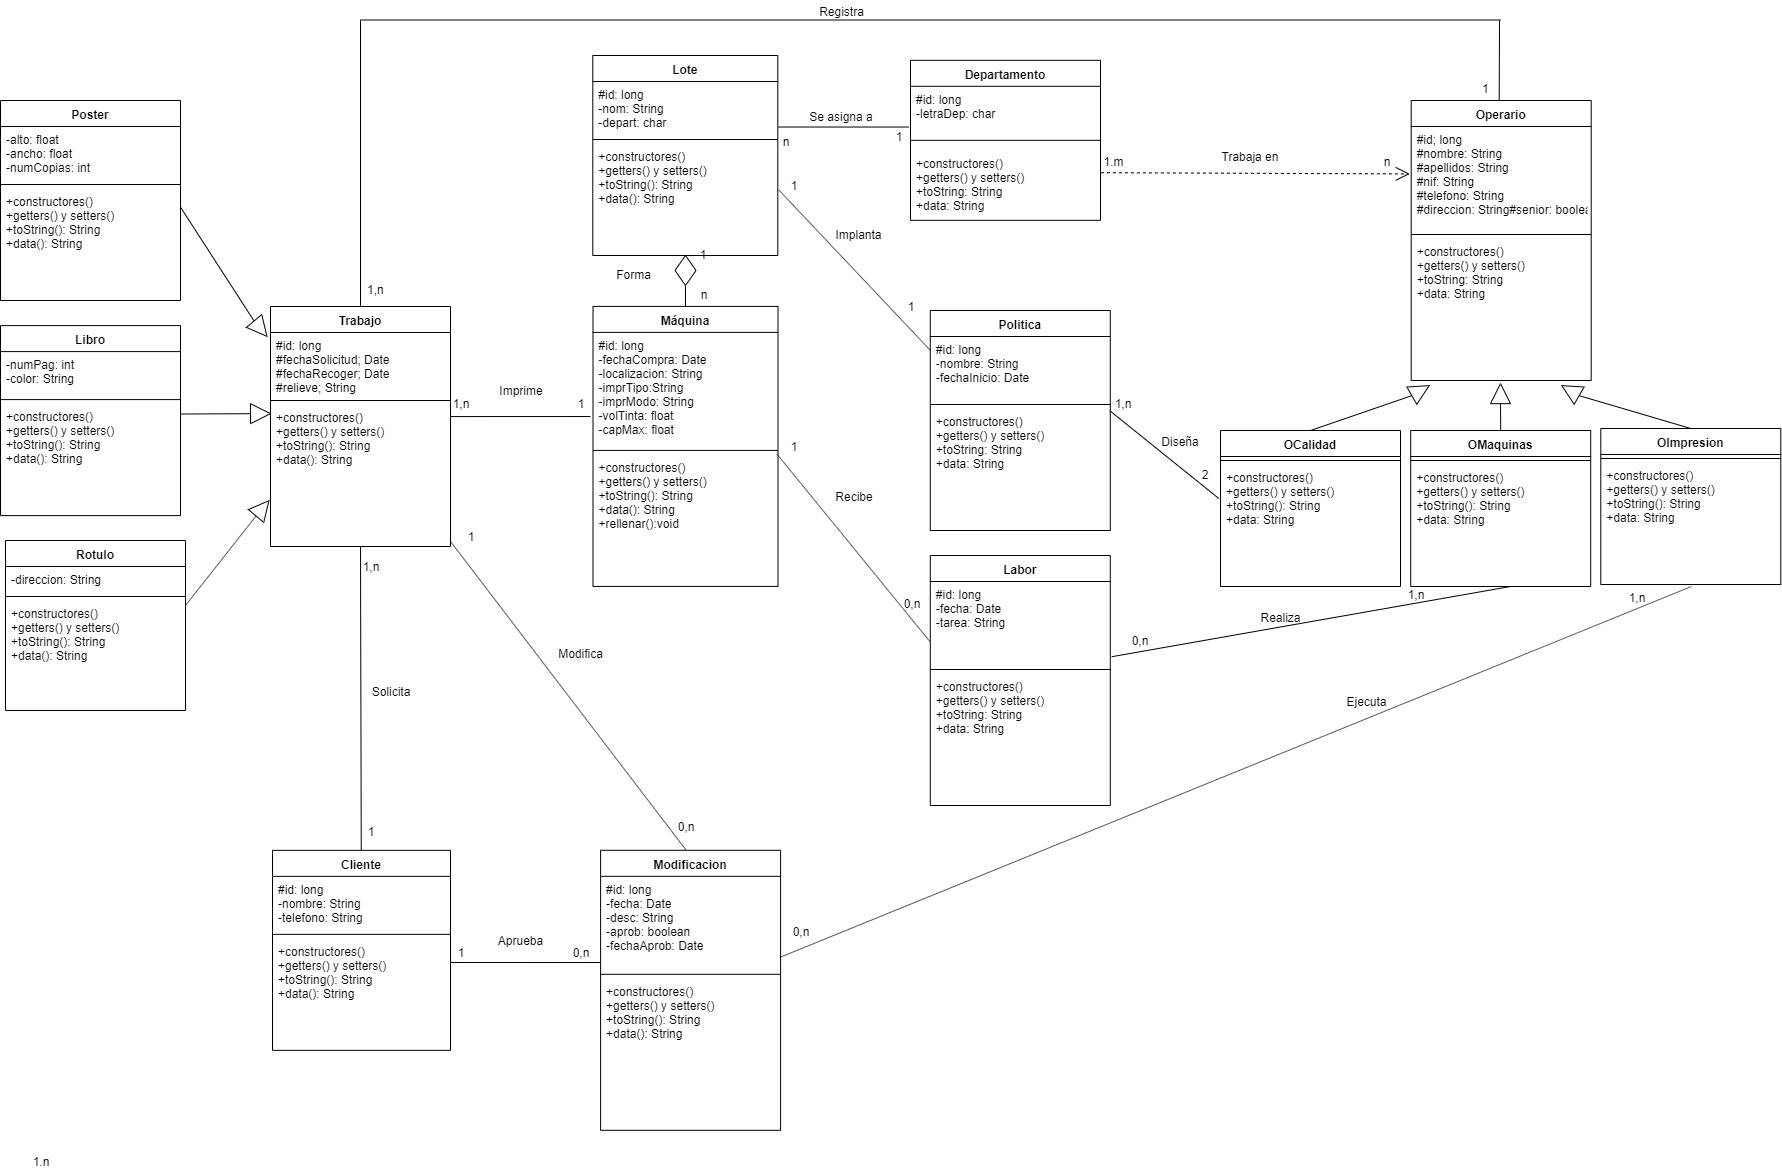 Registra
Poster
-alto: float
-ancho: float
-numCopias: int
+constructores()
+getters() y setters()
+toString(): String
+data(): String
Libro
-numPag: int
-color: String
+constructores()
+getters() y setters()
+toString(): String
+data(): String
Rotulo
-direccion: String
+constructores()
+getters() y setters()
+toString(): String
+data(): String
1,n
Trabajo
#id: long
#fechaSolicitud; Date
#fechaRecoger; Date
#relieve; String
+constructores()
+getters() y setters()
+toString(): String
+data(): String
1,n
Imprime
1
Lote
#id: long
-nom: String
-depart: char
+constructores()
+getters() y setters()
+toString(): String
+data(): String
n
Se asigna a
1
1
Forma
n
Máquina
#id: long
-fechaCompra: Date
-localizacion: String
-imprTipo:String
-imprModo: String
-volTinta: float
-capMax: float
+constructores()
+getters() y setters()
+toString(): String
+data(): String
+rellenar():void
Departamento
#id: long
-letraDep: char
+constructores()
+getters() y setters()
+toString: String
+data: String
1.m
Trabaja en
n
1
Implanta
1
Politica
#id: long
-nombre: String
-fechaInicio: Date
+constructores()
+getters() y setters()
+toString: String
+data: String
1,n
Diseña
2
1
Operario
#id; long
#nombre: String
#apellidos: String
#nif: String
#telefono: String
#direccion: String#senior: boolea
+constructores()
+getters() y setters()
+toString: String
+data: String
OCalidad
+constructores()
+getters() y setters()
+toString(): String
+data: String
OMaquinas
+constructores()
+getters() y setters()
+toString(): String
+data: String
OImpresion
+constructores()
+getters() y setters()
+toString(): String
+data: String
1
Recibe
0,n
Labor
#id: long
-fecha: Date
-tarea: String
+constructores()
+getters() y setters()
+toString: String
+data: String
0,n
Realiza
1,n
1,n
Ejecuta
0,n
1
Modifica
0,n
1,n
Solicita
1
Cliente
#id: long
-nombre: String
-telefono: String
+constructores()
+getters() y setters()
+toString(): String
+data(): String
1
Aprueba
0,n
Modificacion
#id: long
-fecha: Date
-desc: String
-aprob: boolean
-fechaAprob: Date
+constructores()
+getters() y setters()
+toString(): String
+data(): String
1.n